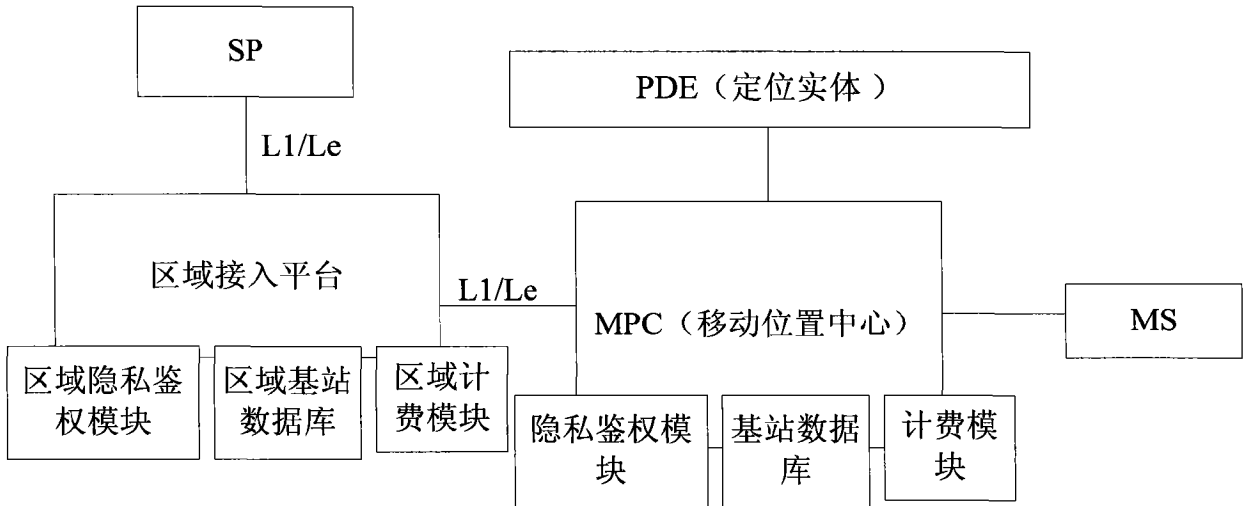 SP
PDE（定位实体）
L1/Le
区域接入平台
L1/Le
MPC（移动位置中心）
MS
区域隐私鉴
权模块
区域基站
数据库
区域计
费模块
隐私鉴权模
块
基站数据
库
计费模
块